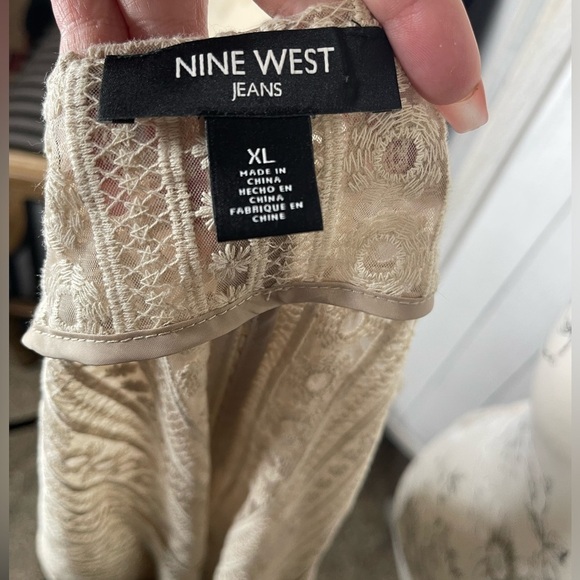 NINE WEST
JEANS
XL
MADE IN
CHINA
HECHO EN
CHINA
FABRIQUE EN
CHINE